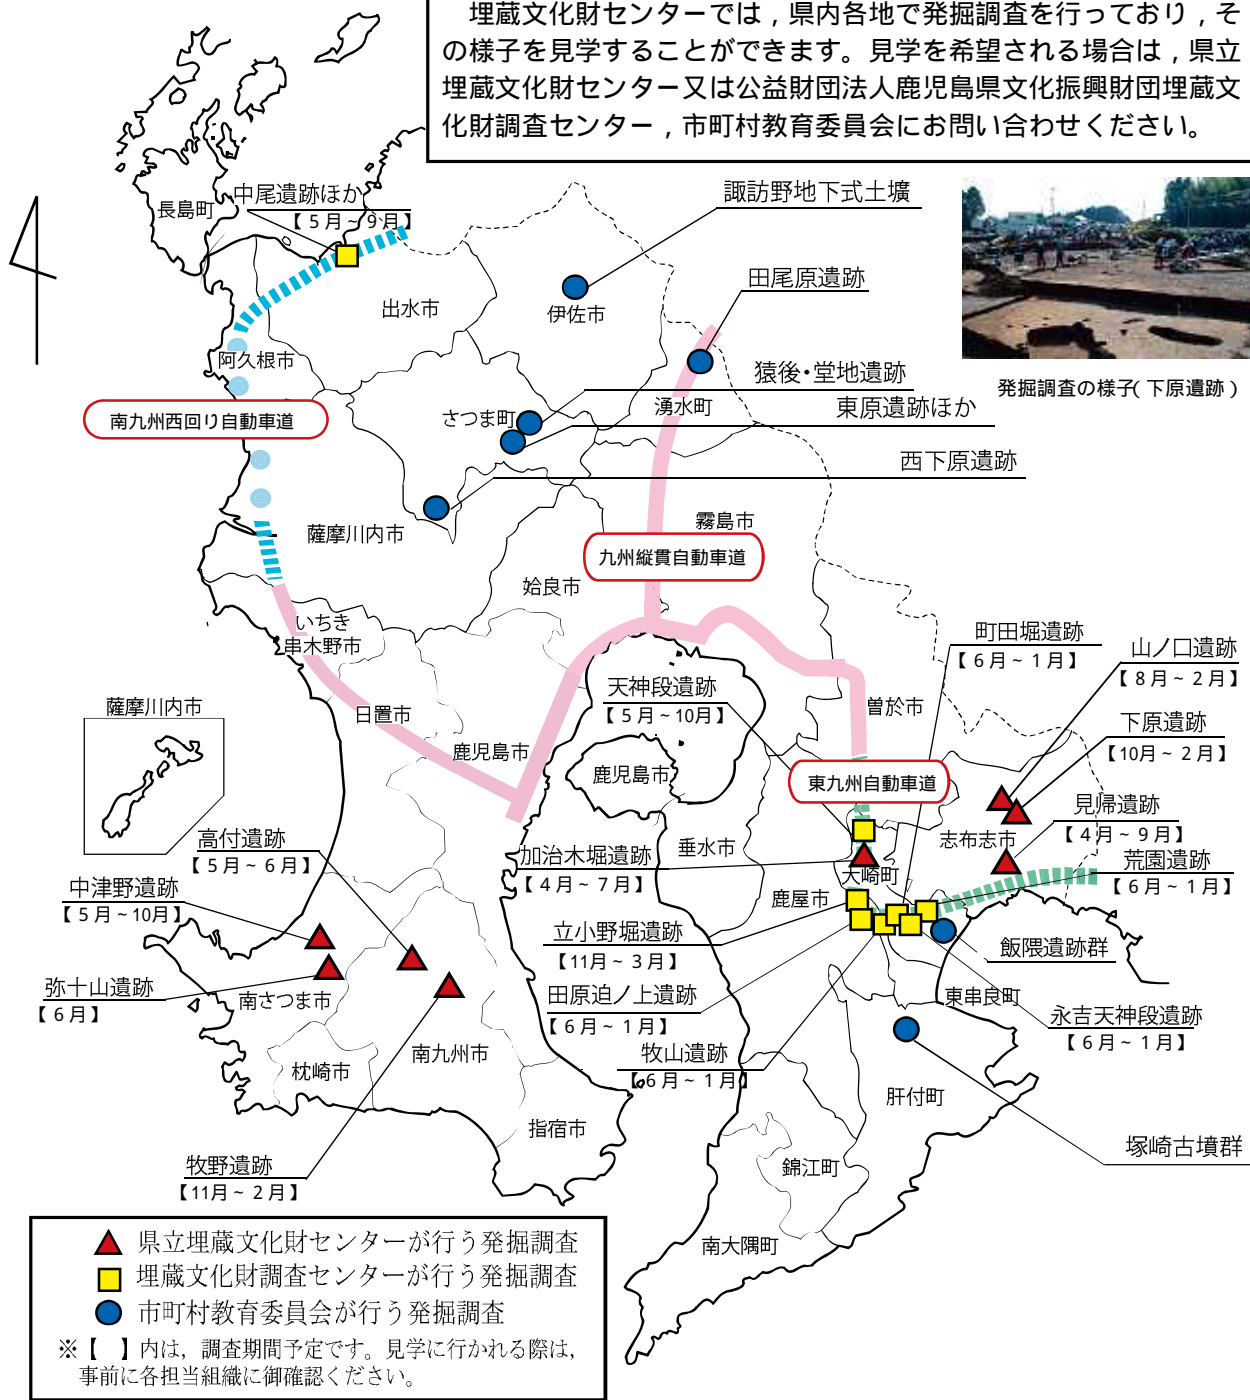 埋蔵文化財センターでは，県内各地で発掘調査を行っており，そ
の様子を見学することができます。見学を希望される場合は，県立
埋蔵文化財センター又は公益財団法人鹿児島県文化振興財団埋蔵文
化財調査センター，市町村教育委員会にお問い合わせください。
長島町
中尾遺跡ほか
【５月～９月】
諏訪野地下式土壙
田尾原遺跡
出水市
伊佐市
阿久根市
発掘調査の様子(下原遺跡)
猿後・堂地遺跡
湧水町
東原遺跡ほか
さつま町
南九州西回り自動車道
西下原遺跡
薩摩川内市
霧島市
九州縦貫自動車道
姶良市
いちき
串木野市
町田堀遺跡
【６月～１月】
山ノ口遺跡
【８月～２月】
天神段遺跡
【５月～10月】
薩摩川内市
日置市
曽於市
下原遺跡
【10月～２月】
鹿児島市
鹿児島市
東九州自動車道
見帰遺跡
【４月～９月】
志布志市
高付遺跡
【５月～６月】
加治木堀遺跡
【４月～７月】
垂水市
大崎町
荒園遺跡
【６月～１月】
中津野遺跡
【５月～10月】
鹿屋市
立小野堀遺跡
【11月～３月】
飯隈遺跡群
弥十山遺跡
【６月】
南さつま市
田原迫ノ上遺跡
【６月～１月】
東串良町
永吉天神段遺跡
【６月～１月】
枕崎市
南九州市
牧山遺跡
【６月～１月】
肝付町
指宿市
塚崎古墳群
牧野遺跡
【11月～２月】
錦江町
南大隅町
県立埋蔵文化財センターが行う発掘調査
埋蔵文化財調査センターが行う発掘調査
市町村教育委員会が行う発掘調査
※【　】内は，調査期間予定です。見学に行かれる際は，
事前に各担当組織に御確認ください。